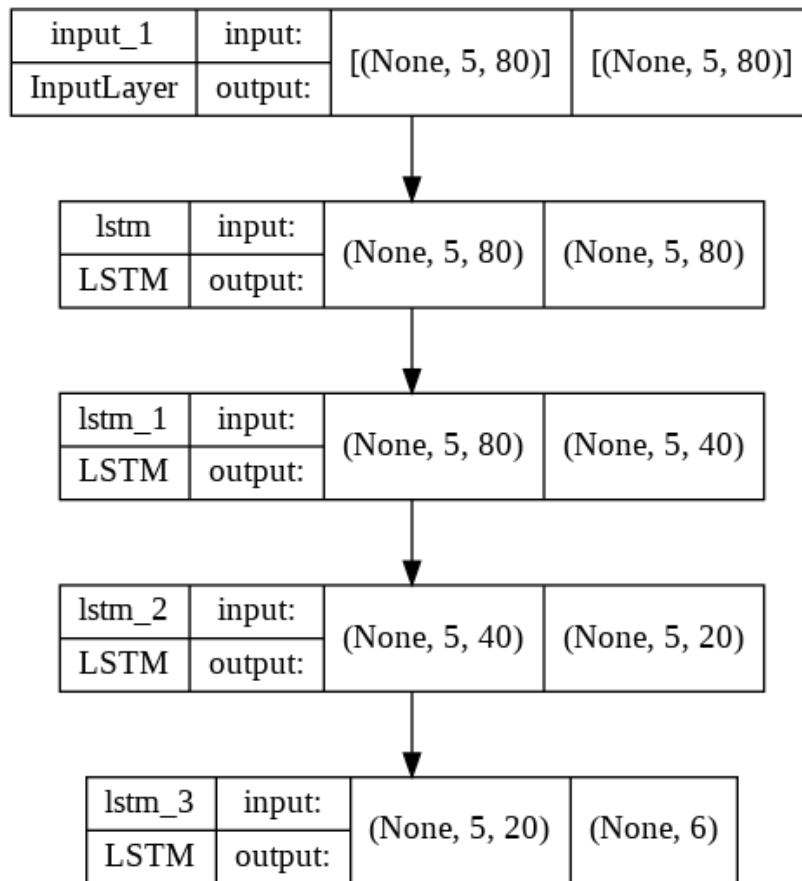 input_1 input: [(None, 5, 80)] [(None, 5, 80)]
InputLayer output:
lstm input: (None, 5, 80) (None, 5, 80)
LSTM output:
lstm_1 input: (None, 5, 80) (None, 5, 40)
LSTM output:
lstm_2 input: (None, 5, 40) (None, 5, 20)
LSTM output:
lstm_3 input: (None, 5, 20) (None, 6)
LSTM output: